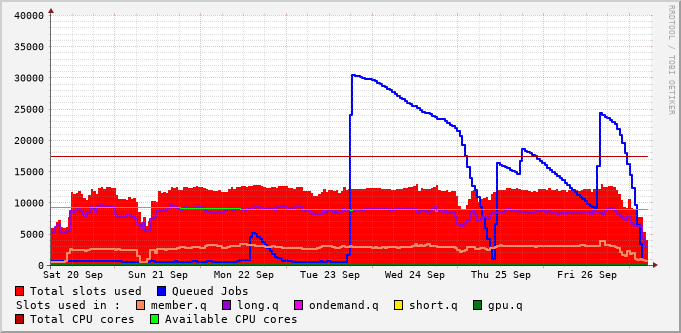 RRDTOOL / TOBI OETIKER
40000
35000
30000
25000
20000
15000
10000
5000
0
Sat 20 Sep Sun 21 Sep Mon 22 Sep Tue 23 Sep Wed 24 Sep Thu 25 Sep Fri 26 Sep
Total slots used Queued Jobs
Slots used in : member.q long.q ondemand.q short.q gpu.q
Total CPU cores Available CPU cores